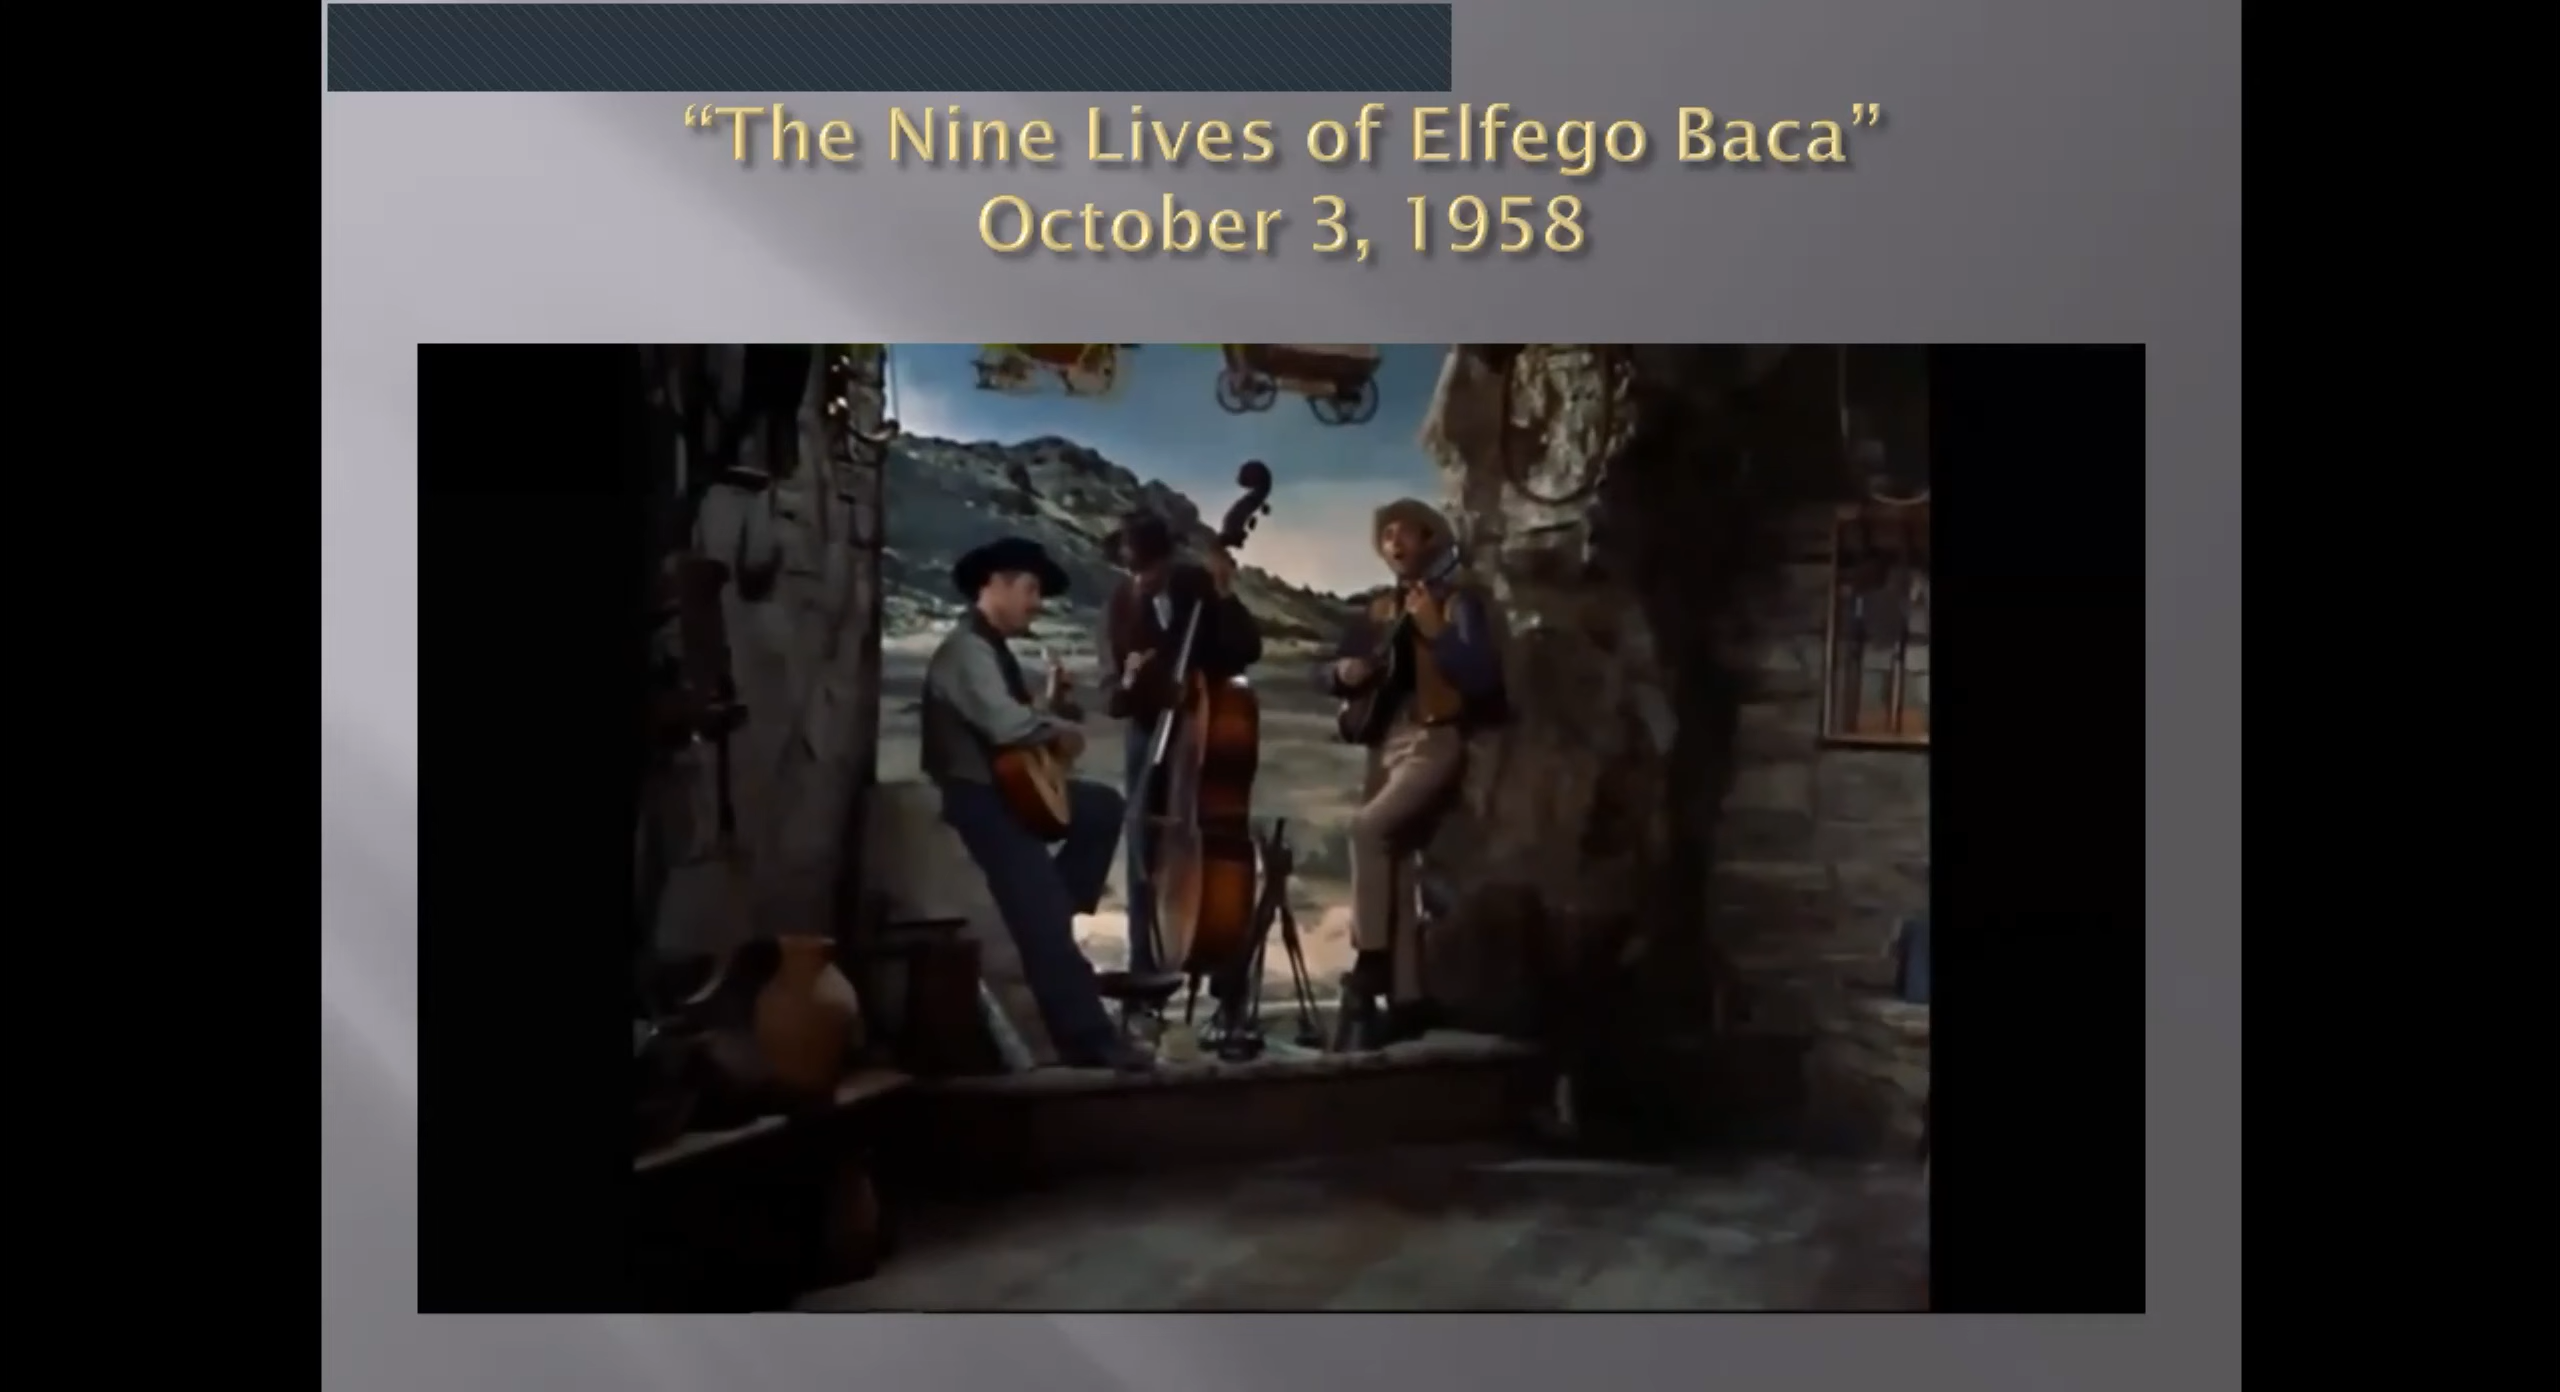 “The Nine Lives of Elfego Baca”
October 3, 1958